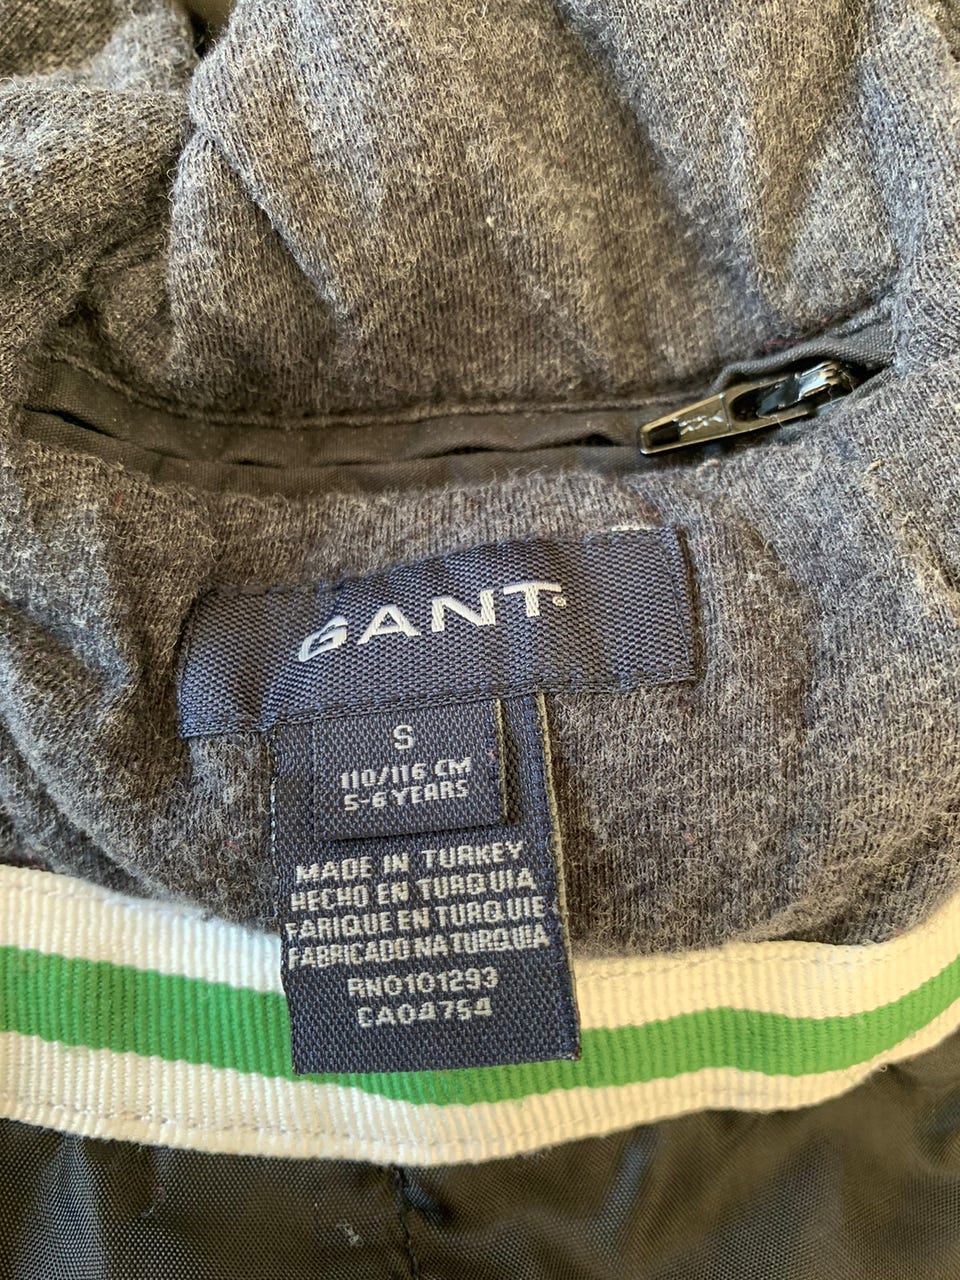 GANT
S
110/116 CM
5-6 YEARS
MADE IN TURKEY
HECHO EN TURQUIA
FABRIQUE EN TURQUIE
FABRICADO NA TURQUIA
RN0101293
CA04754
YKK